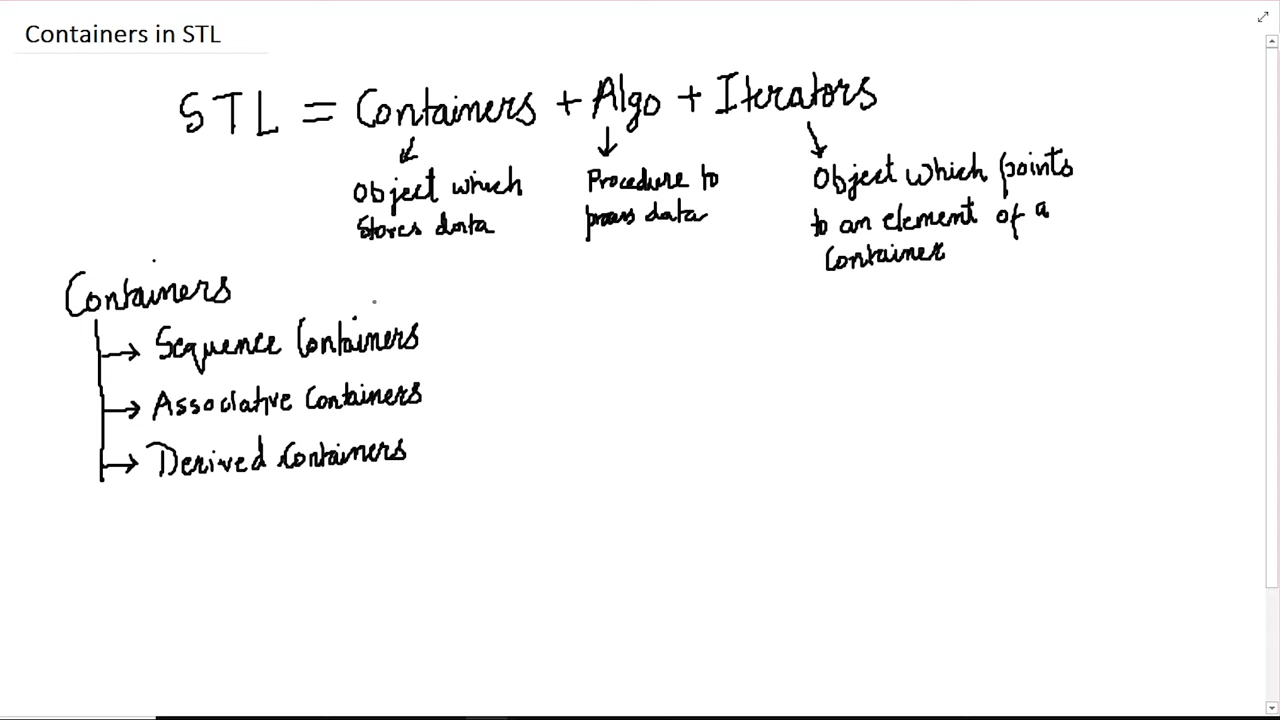 Containers in STL
STL = Containers + Algo + Iterators
Object which
stores data
Procedure to
process data
Object which points
to an element of a
Container
Containers
Sequence Containers
Associative Containers
Derived Containers